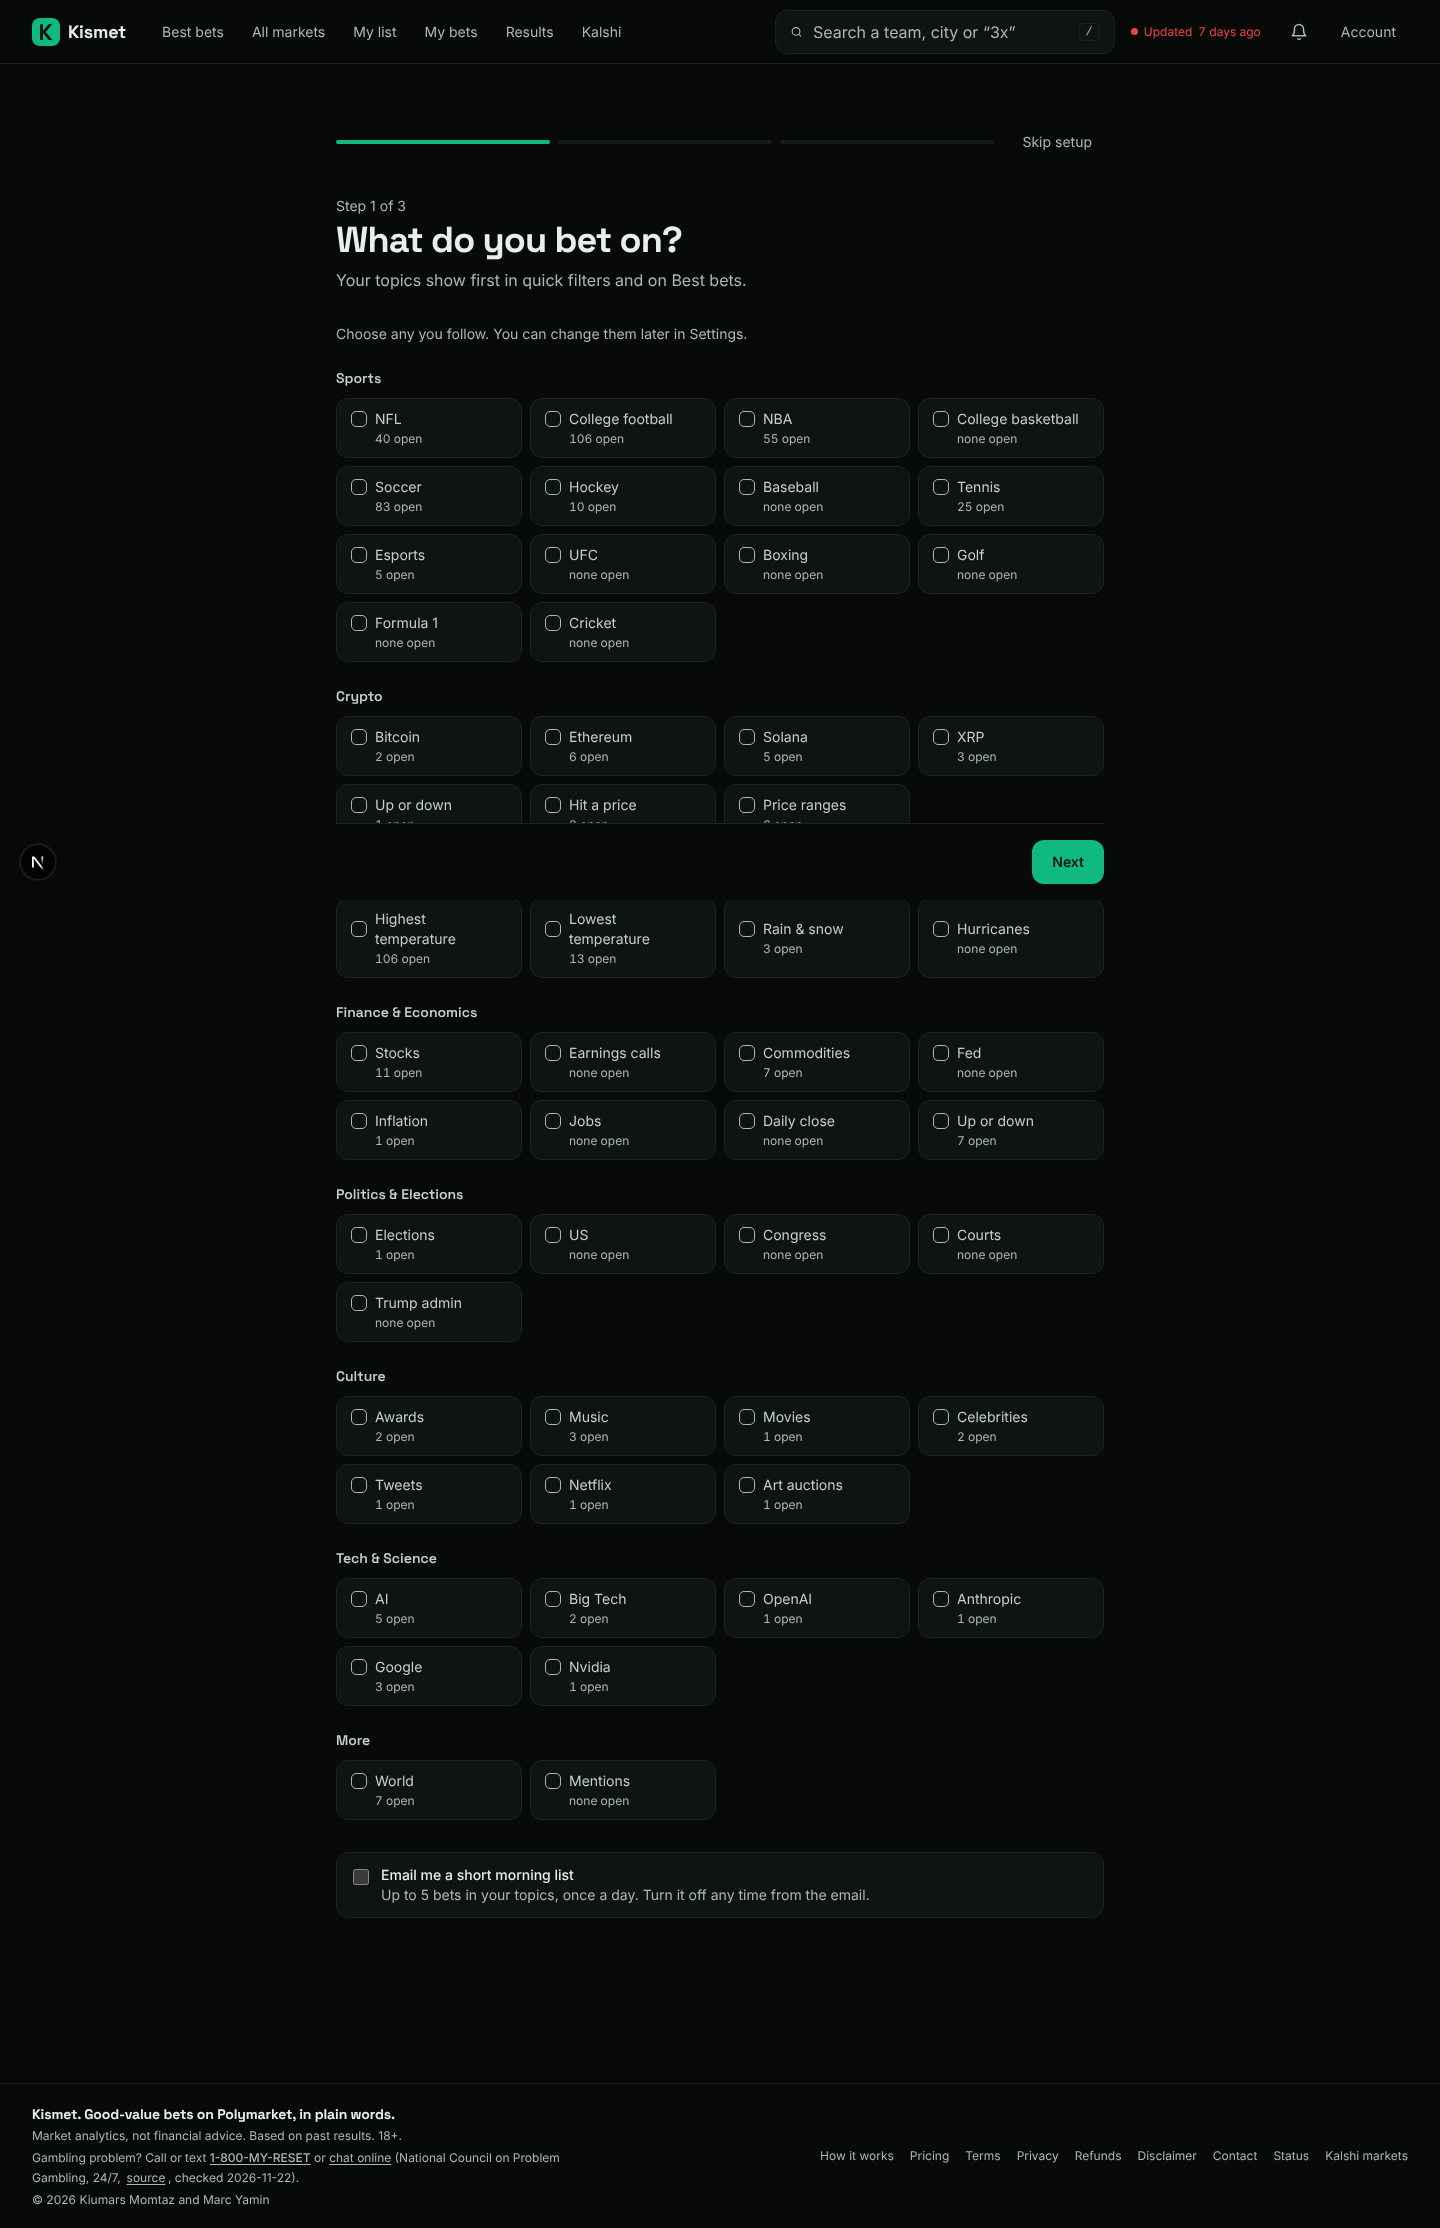 Kismet
Best bets
All markets
My list
My bets
Results
Kalshi
Search a team, city or “3x”
/
Updated 7 days ago
Account
Skip setup
Step 1 of 3
What do you bet on?
Your topics show first in quick filters and on Best bets.
Choose any you follow. You can change them later in Settings.
Sports
NFL
40 open
College football
106 open
NBA
55 open
College basketball
none open
Soccer
83 open
Hockey
10 open
Baseball
none open
Tennis
25 open
Esports
5 open
UFC
none open
Boxing
none open
Golf
none open
Formula 1
none open
Cricket
none open
Crypto
Bitcoin
2 open
Ethereum
6 open
Solana
5 open
XRP
3 open
Up or down
Hit a price
Price ranges
Next
Highest
temperature
106 open
Lowest
temperature
13 open
Rain & snow
3 open
Hurricanes
none open
Finance & Economics
Stocks
11 open
Earnings calls
none open
Commodities
7 open
Fed
none open
Inflation
1 open
Jobs
none open
Daily close
none open
Up or down
7 open
Politics & Elections
Elections
1 open
US
none open
Congress
none open
Courts
none open
Trump admin
none open
Culture
Awards
2 open
Music
3 open
Movies
1 open
Celebrities
2 open
Tweets
1 open
Netflix
1 open
Art auctions
1 open
Tech & Science
AI
5 open
Big Tech
2 open
OpenAI
1 open
Anthropic
1 open
Google
3 open
Nvidia
1 open
More
World
7 open
Mentions
none open
Email me a short morning list
Up to 5 bets in your topics, once a day. Turn it off any time from the email.
Kismet. Good-value bets on Polymarket, in plain words.
Market analytics, not financial advice. Based on past results. 18+.
Gambling problem? Call or text 1-800-MY-RESET or chat online (National Council on Problem
Gambling, 24/7, source , checked 2026-11-22).
© 2026 Kiumars Momtaz and Marc Yamin
How it works
Pricing
Terms
Privacy
Refunds
Disclaimer
Contact
Status
Kalshi markets